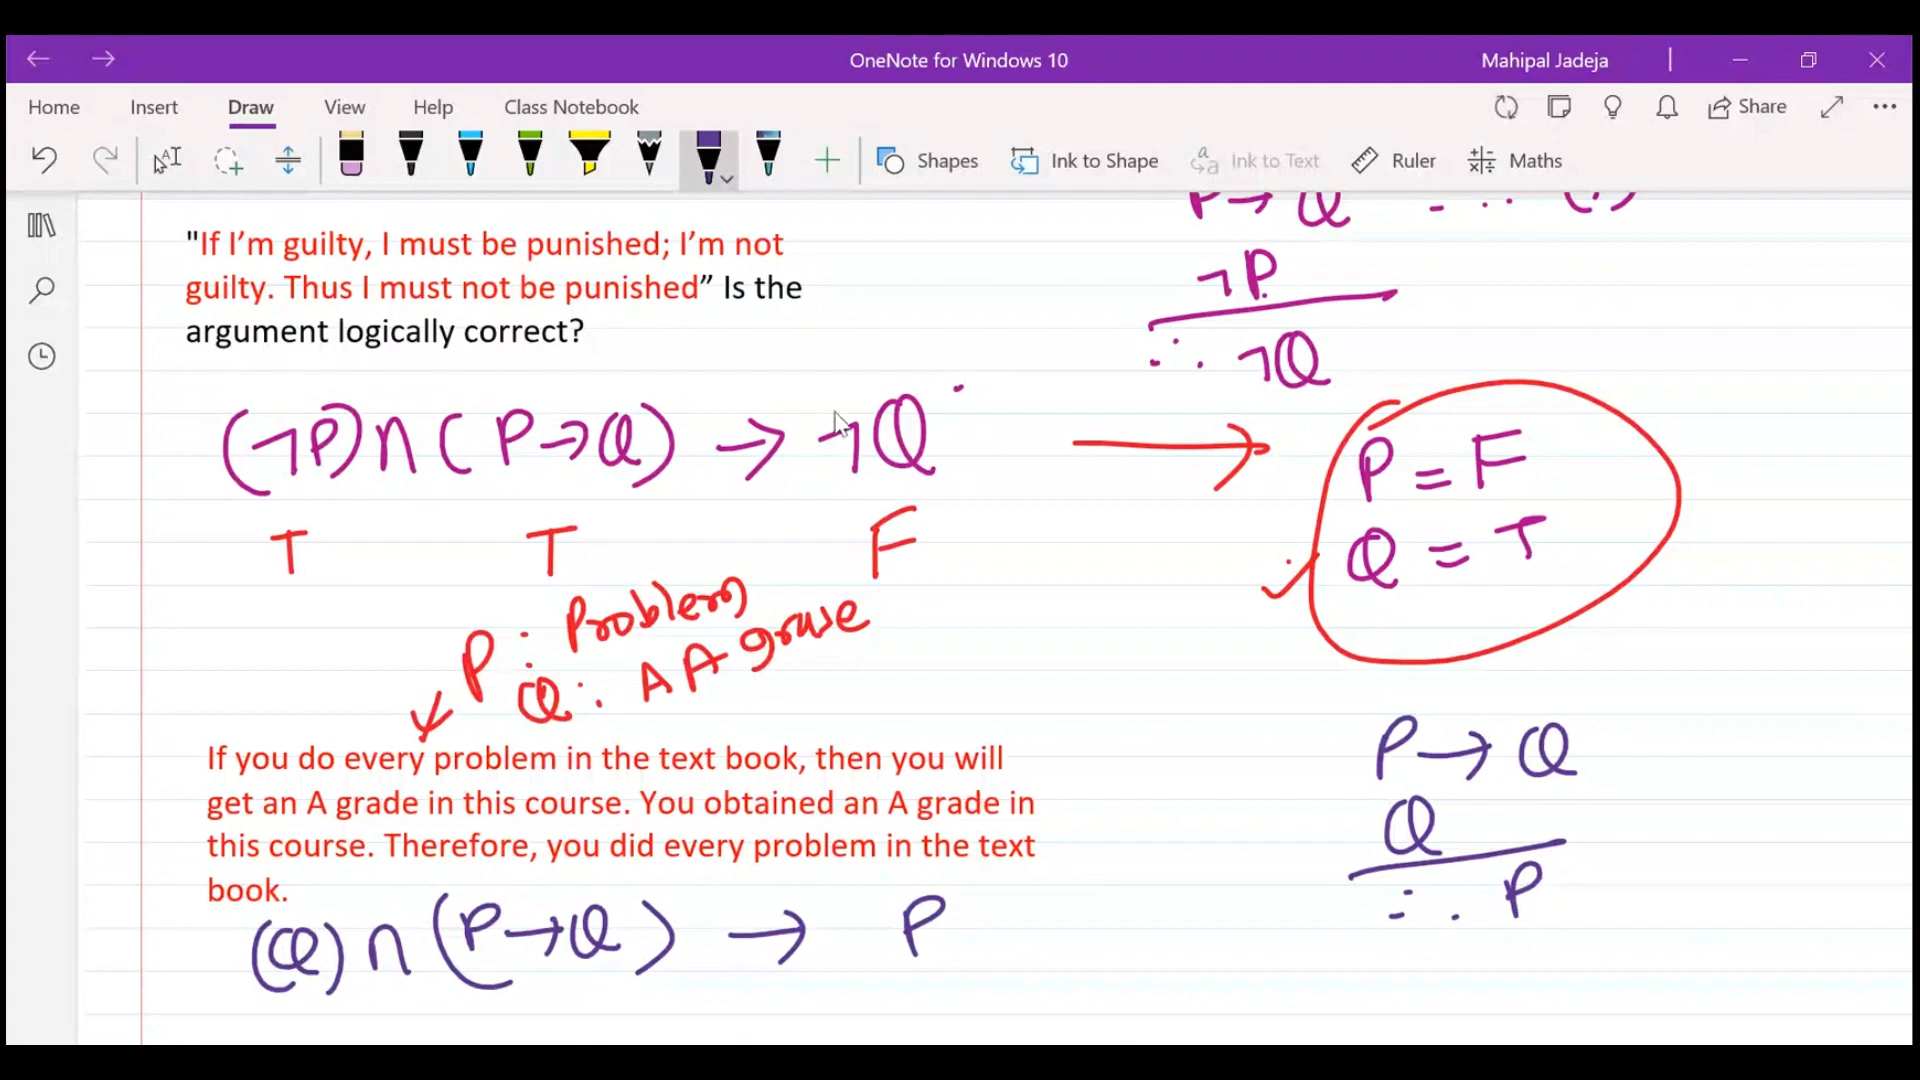 OneNote for Windows 10
Mahipal Jadeja
Home Insert Draw View Help Class Notebook
Share
Shapes Ink to Shape Ink to Text Ruler Maths
P→Q
"If I'm guilty, I must be punished; I'm not
guilty. Thus I must not be punished” Is the
argument logically correct?
¬P
∴ ¬Q
(¬P)∩(P→Q) → ¬Q
T T F
P = F
Q = T
P : Problem
Q : A A grade
If you do every problem in the text book, then you will
get an A grade in this course. You obtained an A grade in
this course. Therefore, you did every problem in the text
book.
(Q)∩(P→Q) → P
P→Q
Q
∴ P